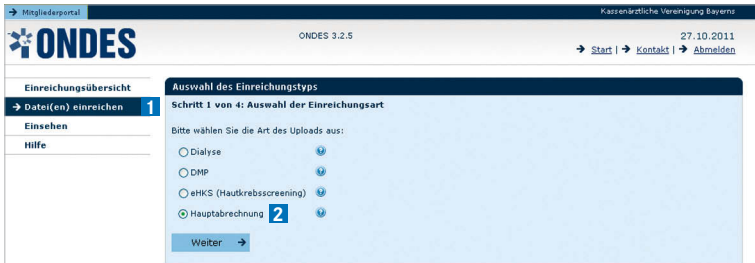 → Mitgliederportal
Kassenärztliche Vereinigung Bayerns
ONDES
ONDES 3.2.5
27.10.2011
→ Start | → Kontakt | → Abmelden
Einreichungsübersicht
→ Datei(en) einreichen 1
Einsehen
Hilfe
Auswahl des Einreichungstyps
Schritt 1 von 4: Auswahl der Einreichungsart
Bitte wählen Sie die Art des Uploads aus:
Dialyse ?
DMP ?
eHKS (Hautkrebsscreening) ?
Hauptabrechnung 2 ?
Weiter →